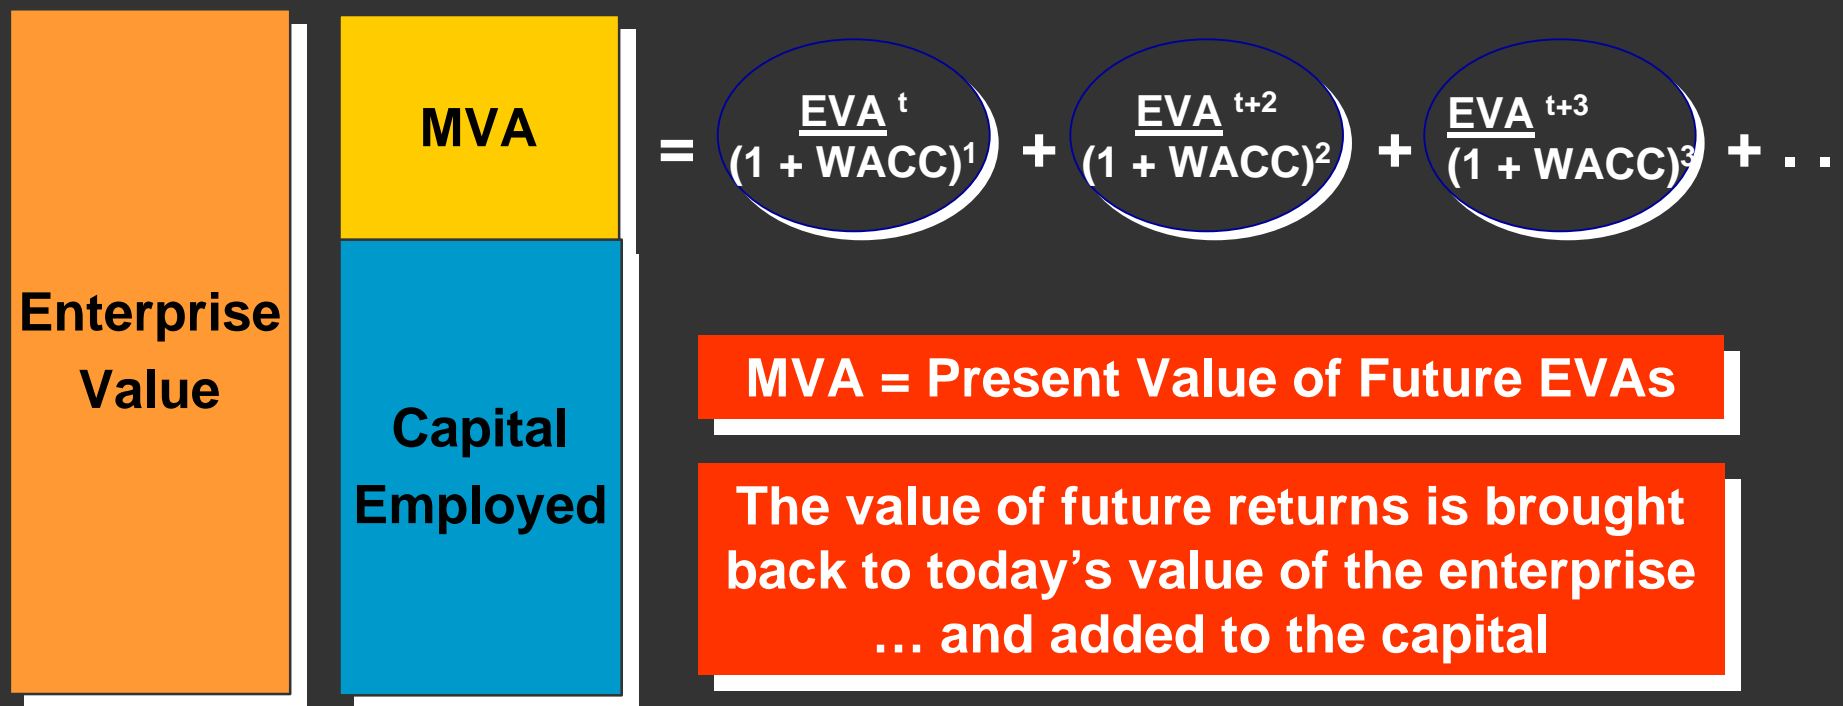 Enterprise
Value
MVA
Capital
Employed
= EVA t + EVA t+2 + EVA t+3 + . .
(1 + WACC)1 (1 + WACC)2 (1 + WACC)3
MVA = Present Value of Future EVAs
The value of future returns is brought
back to today’s value of the enterprise
… and added to the capital